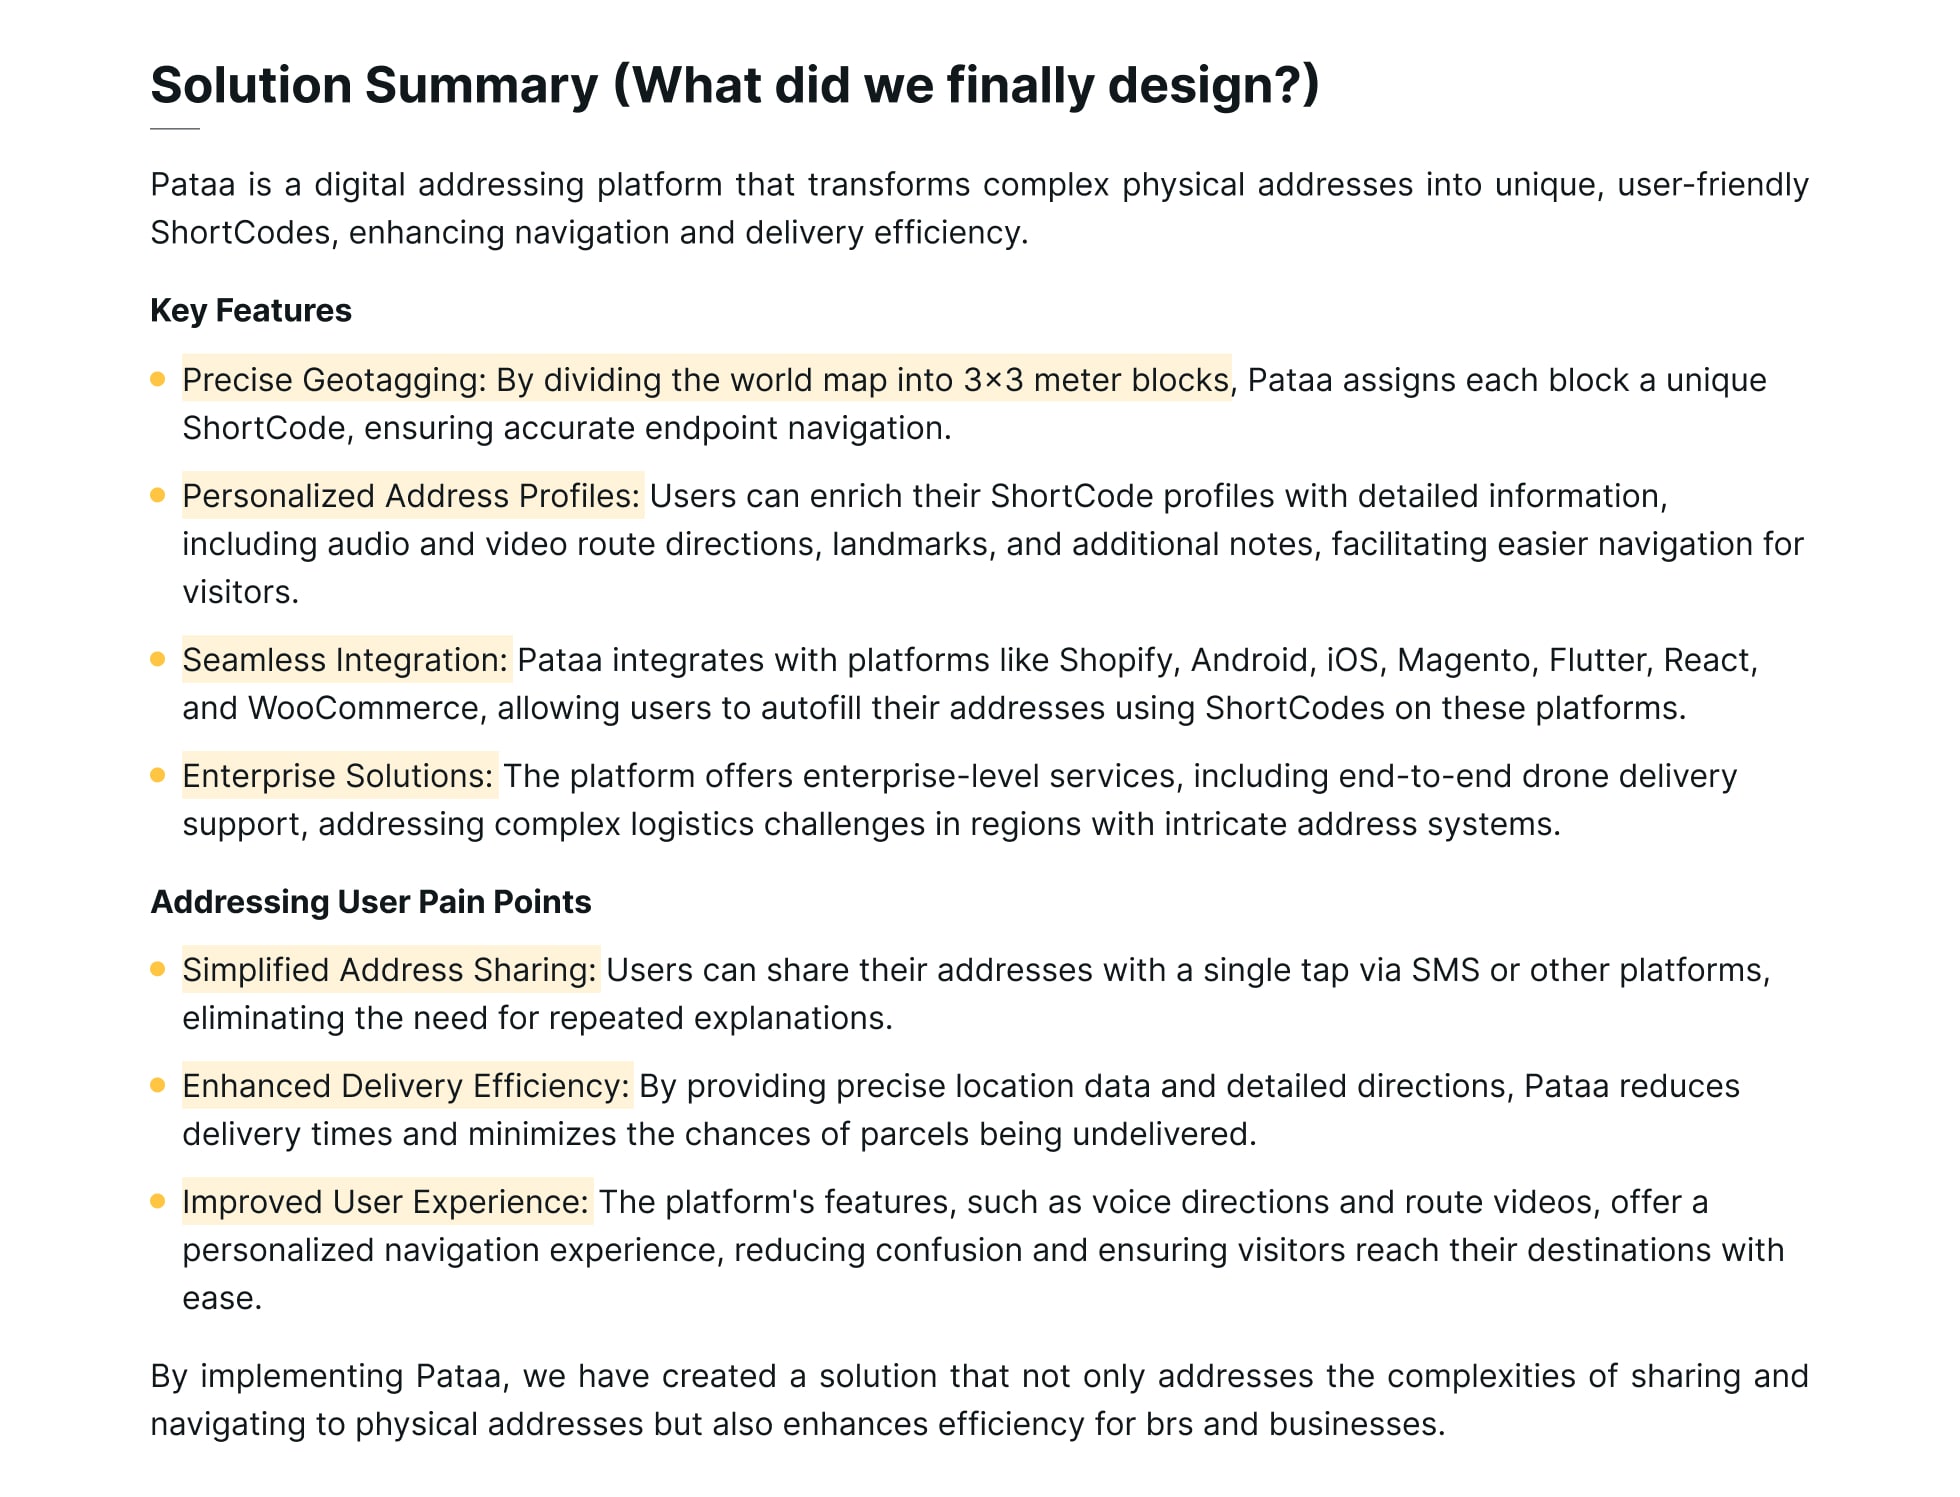 Solution Summary (What did we finally design?)
Pataa is a digital addressing platform that transforms complex physical addresses into unique, user-friendly
ShortCodes, enhancing navigation and delivery efficiency.
Key Features
Precise Geotagging: By dividing the world map into 3×3 meter blocks, Pataa assigns each block a unique
ShortCode, ensuring accurate endpoint navigation.
Personalized Address Profiles: Users can enrich their ShortCode profiles with detailed information,
including audio and video route directions, landmarks, and additional notes, facilitating easier navigation for
visitors.
Seamless Integration: Pataa integrates with platforms like Shopify, Android, iOS, Magento, Flutter, React,
and WooCommerce, allowing users to autofill their addresses using ShortCodes on these platforms.
Enterprise Solutions: The platform offers enterprise-level services, including end-to-end drone delivery
support, addressing complex logistics challenges in regions with intricate address systems.
Addressing User Pain Points
Simplified Address Sharing: Users can share their addresses with a single tap via SMS or other platforms,
eliminating the need for repeated explanations.
Enhanced Delivery Efficiency: By providing precise location data and detailed directions, Pataa reduces
delivery times and minimizes the chances of parcels being undelivered.
Improved User Experience: The platform's features, such as voice directions and route videos, offer a
personalized navigation experience, reducing confusion and ensuring visitors reach their destinations with
ease.
By implementing Pataa, we have created a solution that not only addresses the complexities of sharing and
navigating to physical addresses but also enhances efficiency for brs and businesses.